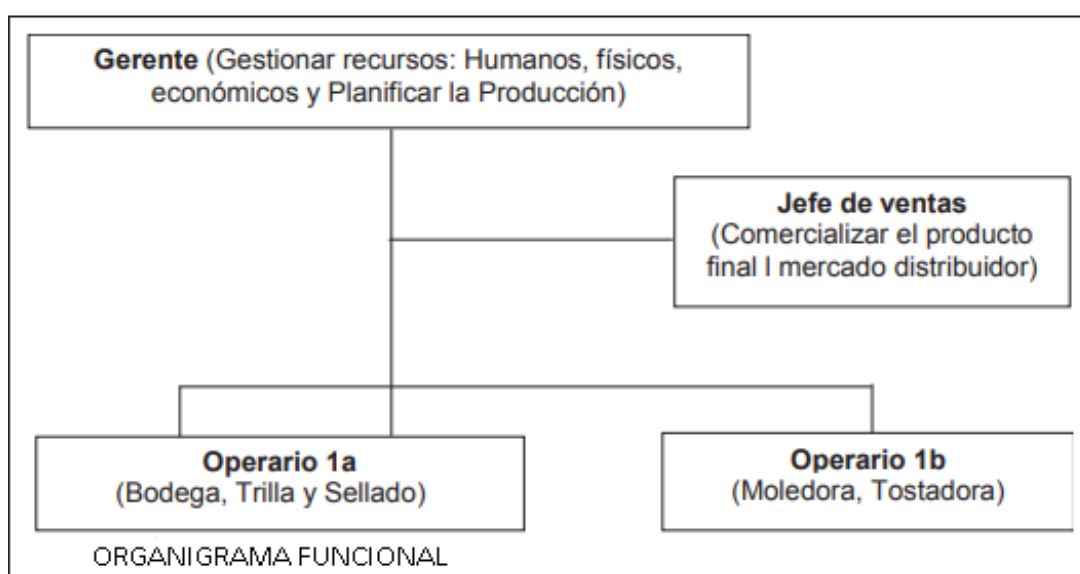 Gerente (Gestionar recursos: Humanos, físicos,
económicos y Planificar la Producción)
Jefe de ventas
(Comercializar el producto
final l mercado distribuidor)
Operario 1a
(Bodega, Trilla y Sellado)
Operario 1b
(Moledora, Tostadora)
ORGANIGRAMA FUNCIONAL